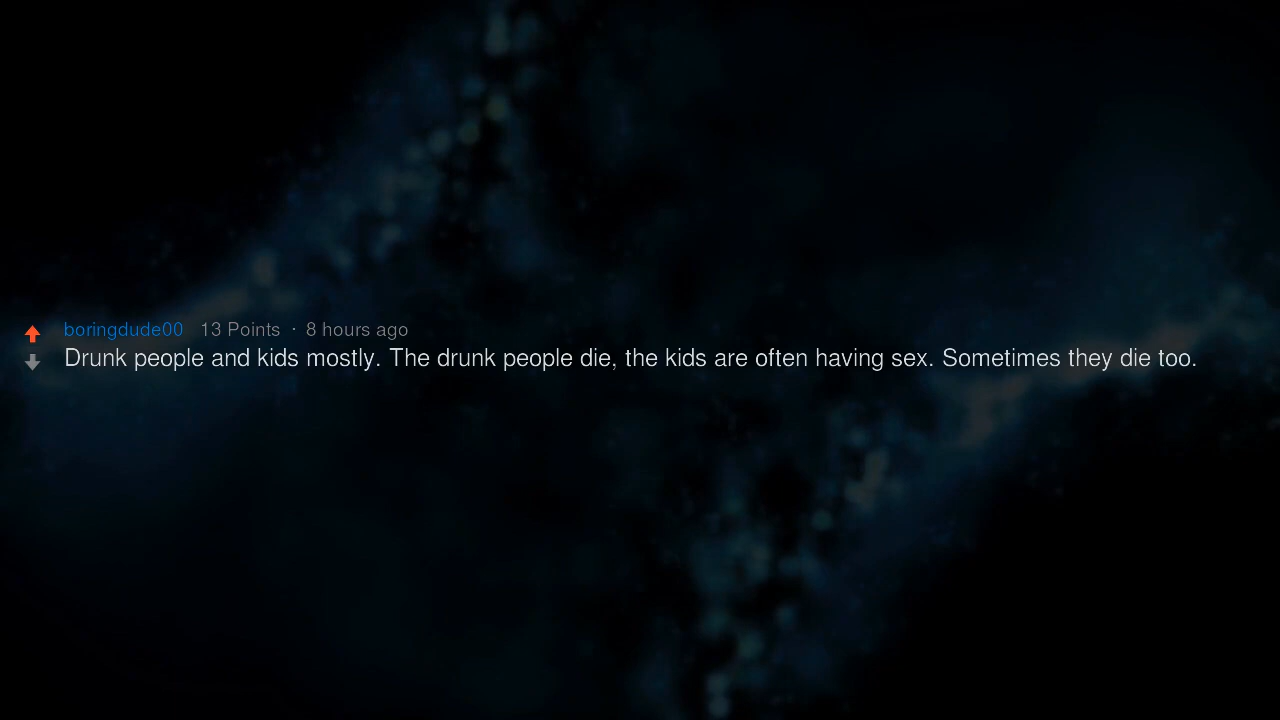 boringdude00 13 Points · 8 hours ago
Drunk people and kids mostly. The drunk people die, the kids are often having sex. Sometimes they die too.